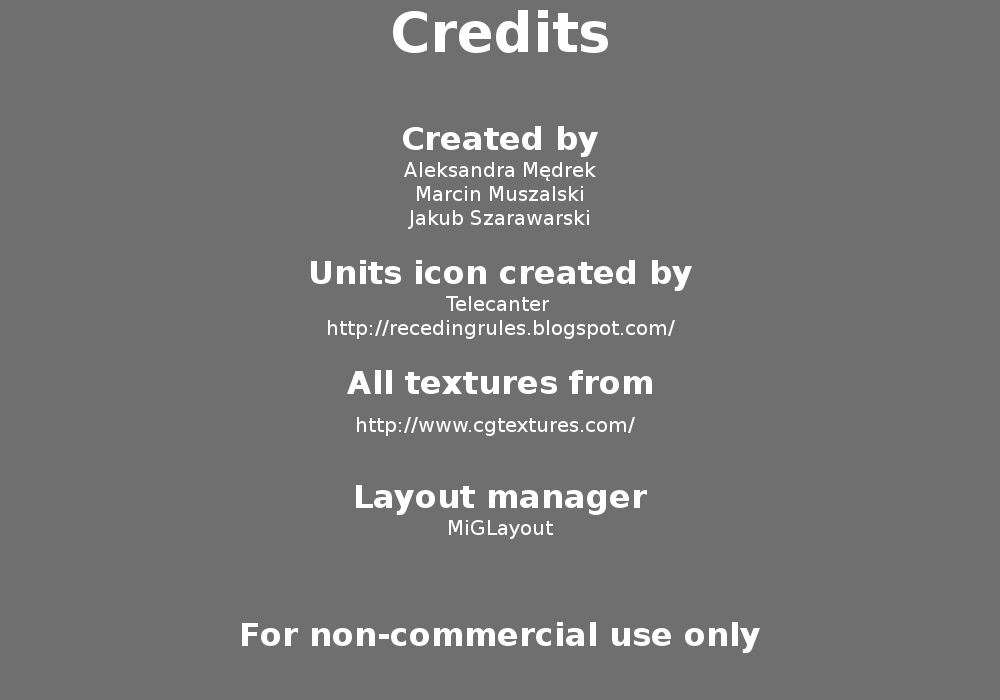 Credits
Created by
Aleksandra Mędrek
Marcin Muszalski
Jakub Szarawarski
Units icon created by
Telecanter
http://recedingrules.blogspot.com/
All textures from
http://www.cgtextures.com/
Layout manager
MiGLayout
For non-commercial use only